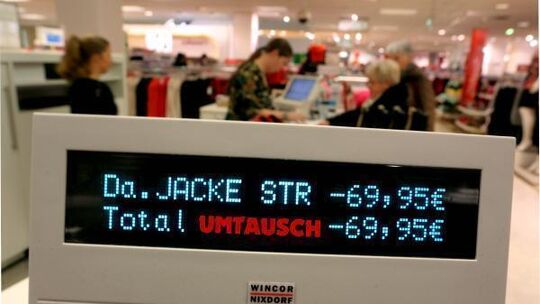 Da.JACKE STR -69,95€
Total UMTAUSCH -69,95€
WINCOR
NIXDORF